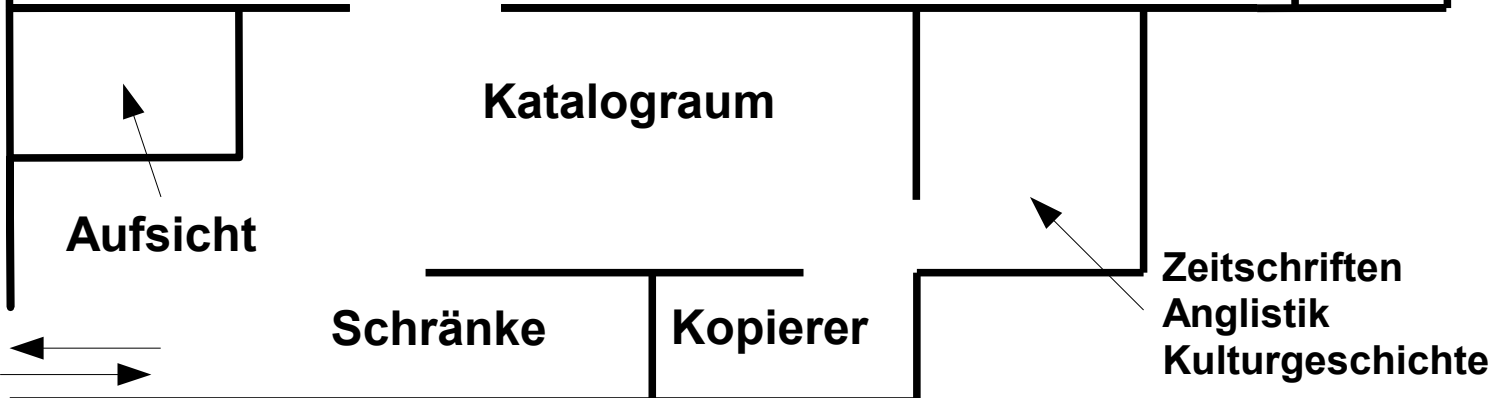 Katalograum
Aufsicht
Zeitschriften
Anglistik
Kulturgeschichte
Schränke
Kopierer